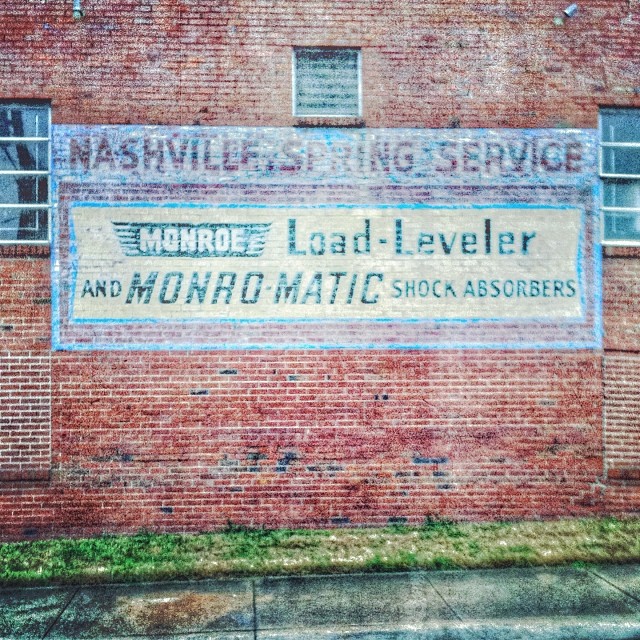 NASHVILLE SPRING SERVICE
MONROE Load-Leveler
AND MONRO-MATIC SHOCK ABSORBERS